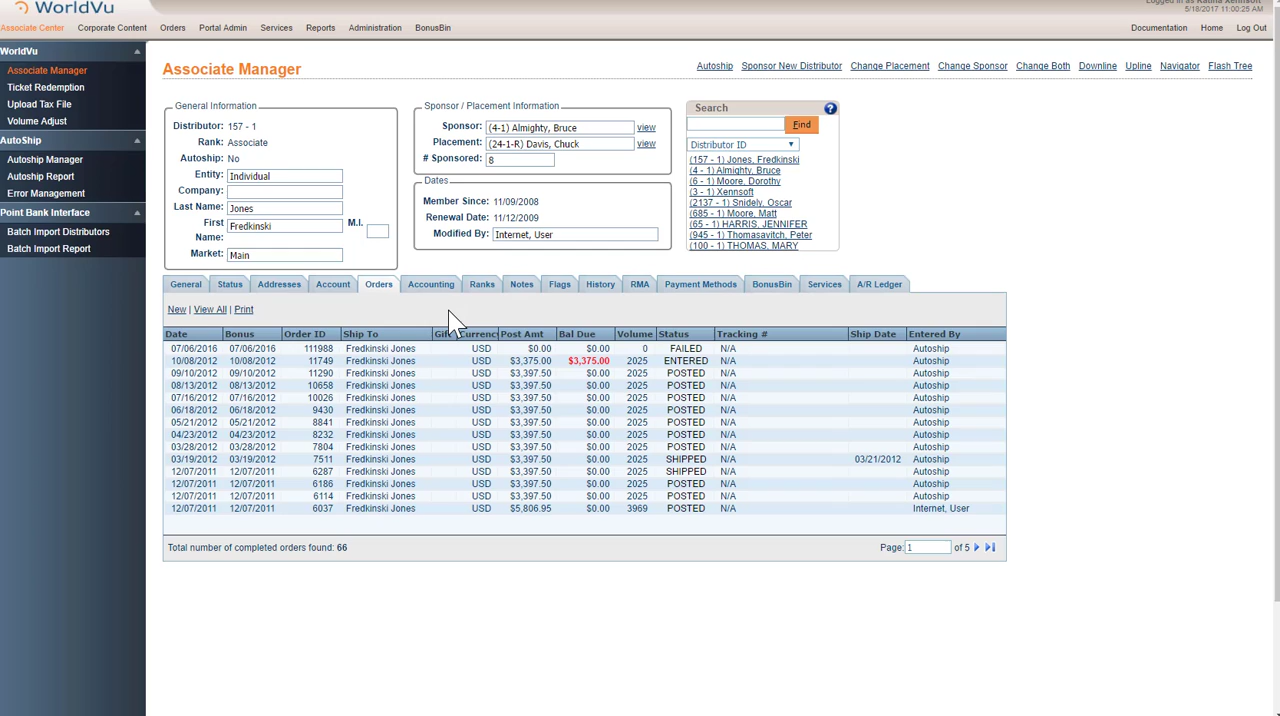 WorldVu
5/18/2017 11:00:25 AM
Associate Center Corporate Content Orders Portal Admin Services Reports Administration BonusBin Documentation Home Log Out
WorldVu
Associate Manager
Ticket Redemption
Upload Tax File
Volume Adjust
AutoShip
Autoship Manager
Autoship Report
Error Management
Point Bank Interface
Batch Import Distributors
Batch Import Report
Associate Manager
Autoship Sponsor New Distributor Change Placement Change Sponsor Change Both Downline Upline Navigator Flash Tree
General Information
Distributor: 157 - 1
Rank: Associate
Autoship: No
Entity: Individual
Company:
Last Name: Jones
First Name: Fredkinski M.I.
Market: Main
Sponsor / Placement Information
Sponsor: (4-1) Almighty, Bruce view
Placement: (24-1-R) Davis, Chuck view
# Sponsored: 8
Dates
Member Since: 11/09/2008
Renewal Date: 11/12/2009
Modified By: Internet, User
Search ?
Find
Distributor ID
(157 - 1) Jones, Fredkinski
(4 - 1) Almighty, Bruce
(6 - 1) Moore, Dorothy
(3 - 1) Xennsoft
(2137 - 1) Snidely, Oscar
(685 - 1) Moore, Matt
(65 - 1) HARRIS, JENNIFER
(945 - 1) Thomasavitch, Peter
(100 - 1) THOMAS, MARY
General Status Addresses Account Orders Accounting Ranks Notes Flags History RMA Payment Methods BonusBin Services A/R Ledger
New | View All | Print
Date Bonus Order ID Ship To Currency Post Amt Bal Due Volume Status Tracking # Ship Date Entered By
07/06/2016 07/06/2016 111988 Fredkinski Jones USD $0.00 $0.00 0 FAILED N/A Autoship
10/08/2012 10/08/2012 11749 Fredkinski Jones USD $3,375.00 $3,375.00 2025 ENTERED N/A Autoship
09/10/2012 09/10/2012 11290 Fredkinski Jones USD $3,397.50 $0.00 2025 POSTED N/A Autoship
08/13/2012 08/13/2012 10658 Fredkinski Jones USD $3,397.50 $0.00 2025 POSTED N/A Autoship
07/16/2012 07/16/2012 10026 Fredkinski Jones USD $3,397.50 $0.00 2025 POSTED N/A Autoship
06/18/2012 06/18/2012 9430 Fredkinski Jones USD $3,397.50 $0.00 2025 POSTED N/A Autoship
05/21/2012 05/21/2012 8841 Fredkinski Jones USD $3,397.50 $0.00 2025 POSTED N/A Autoship
04/23/2012 04/23/2012 8232 Fredkinski Jones USD $3,397.50 $0.00 2025 POSTED N/A Autoship
03/28/2012 03/28/2012 7804 Fredkinski Jones USD $3,397.50 $0.00 2025 POSTED N/A Autoship
03/19/2012 03/19/2012 7511 Fredkinski Jones USD $3,397.50 $0.00 2025 SHIPPED N/A 03/21/2012 Autoship
12/07/2011 12/07/2011 6287 Fredkinski Jones USD $3,397.50 $0.00 2025 SHIPPED N/A Autoship
12/07/2011 12/07/2011 6186 Fredkinski Jones USD $3,397.50 $0.00 2025 POSTED N/A Autoship
12/07/2011 12/07/2011 6114 Fredkinski Jones USD $3,397.50 $0.00 2025 POSTED N/A Autoship
12/07/2011 12/07/2011 6037 Fredkinski Jones USD $5,806.95 $0.00 3969 POSTED N/A Internet, User
Total number of completed orders found: 66 Page: 1 of 5